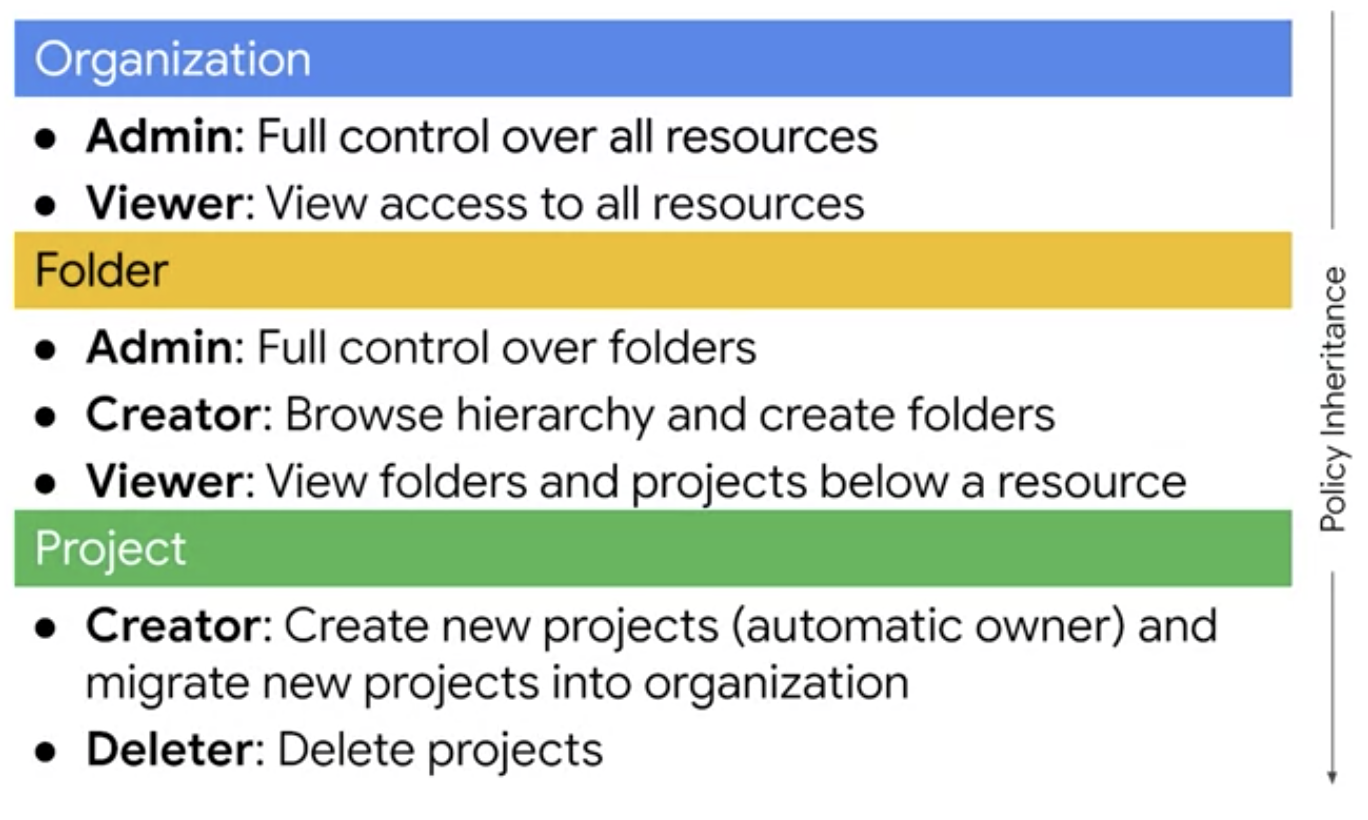 Organization
● Admin: Full control over all resources
● Viewer: View access to all resources
Folder
● Admin: Full control over folders
● Creator: Browse hierarchy and create folders
● Viewer: View folders and projects below a resource
Project
● Creator: Create new projects (automatic owner) and
migrate new projects into organization
● Deleter: Delete projects
Policy Inheritance